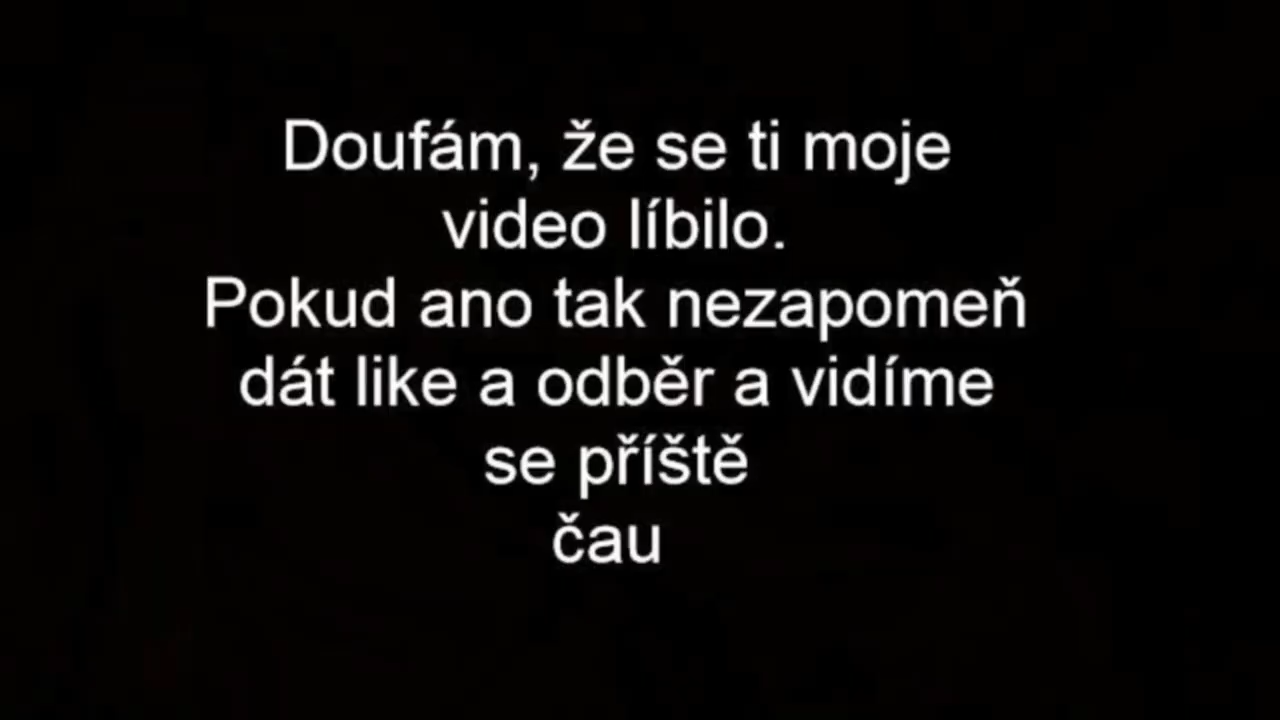 Doufám, že se ti moje
video líbilo.
Pokud ano tak nezapomeň
dát like a odběr a vidíme
se příště
čau